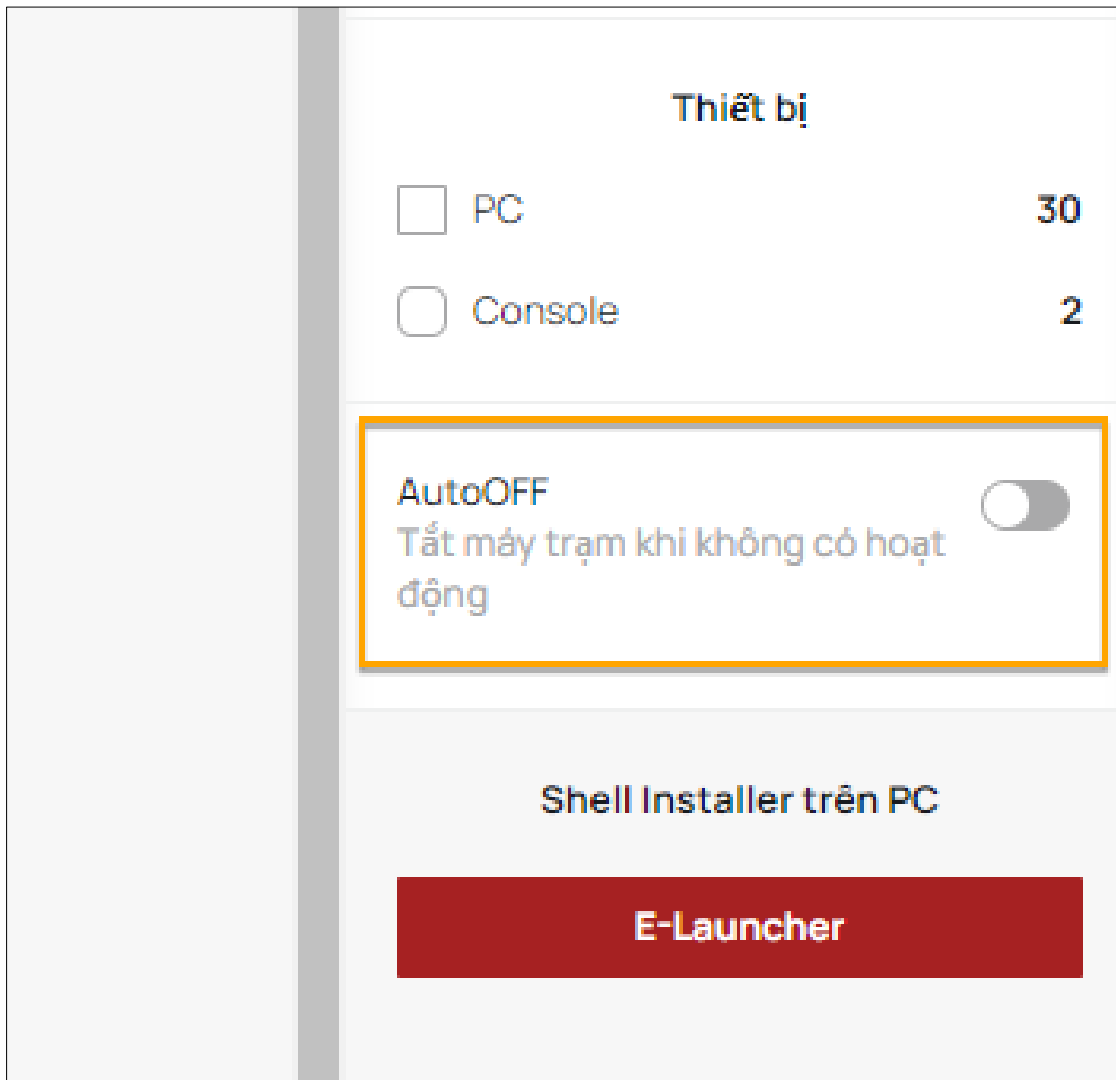 Thiết bị
PC 30
Console 2
AutoOFF
Tắt máy trạm khi không có hoạt
động
Shell Installer trên PC
E-Launcher